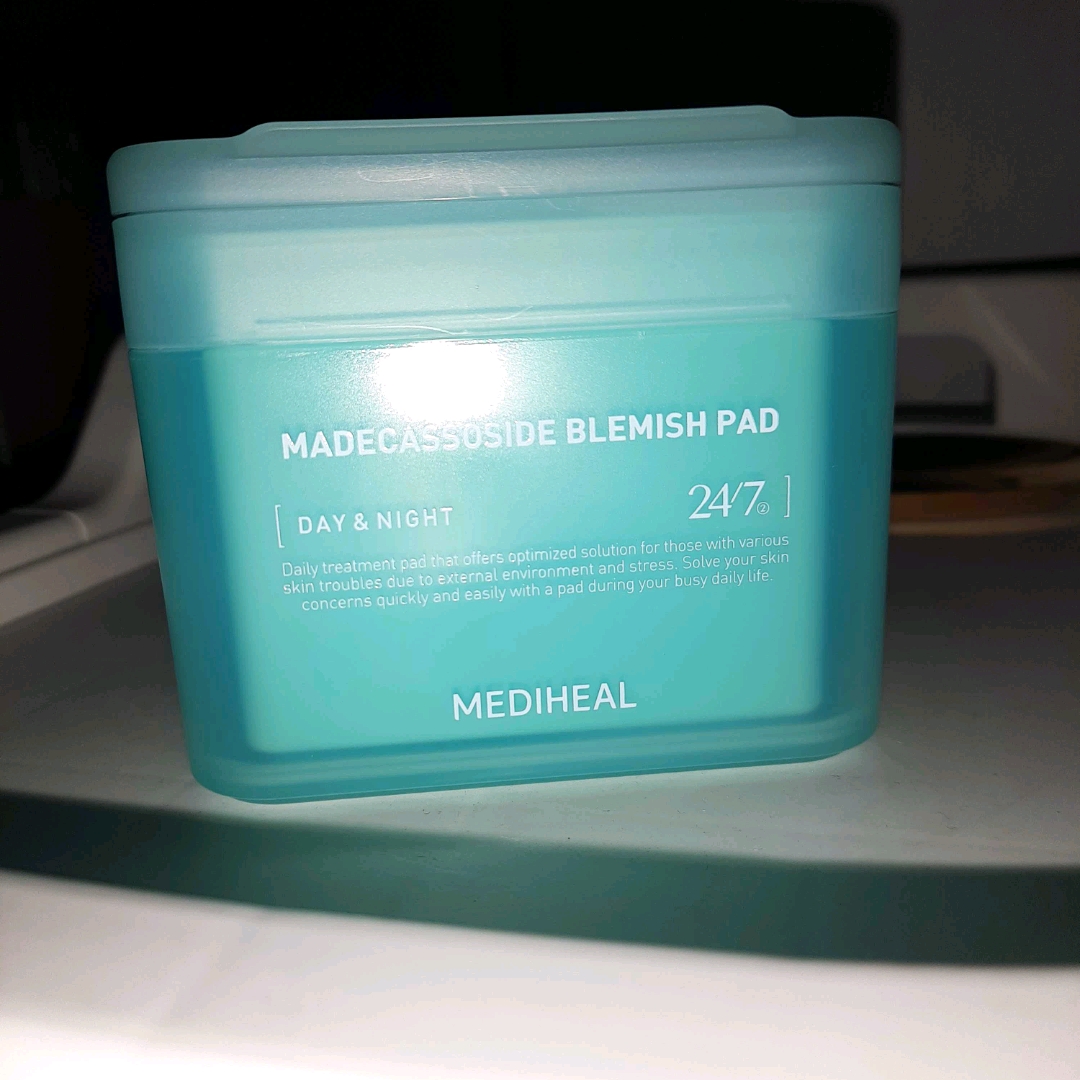 MADECASSOSIDE BLEMISH PAD
[ DAY & NIGHT 24/7② ]
Daily treatment pad that offers optimized solution for those with various
skin troubles due to external environment and stress. Solve your skin
concerns quickly and easily with a pad during your busy daily life.
MEDIHEAL